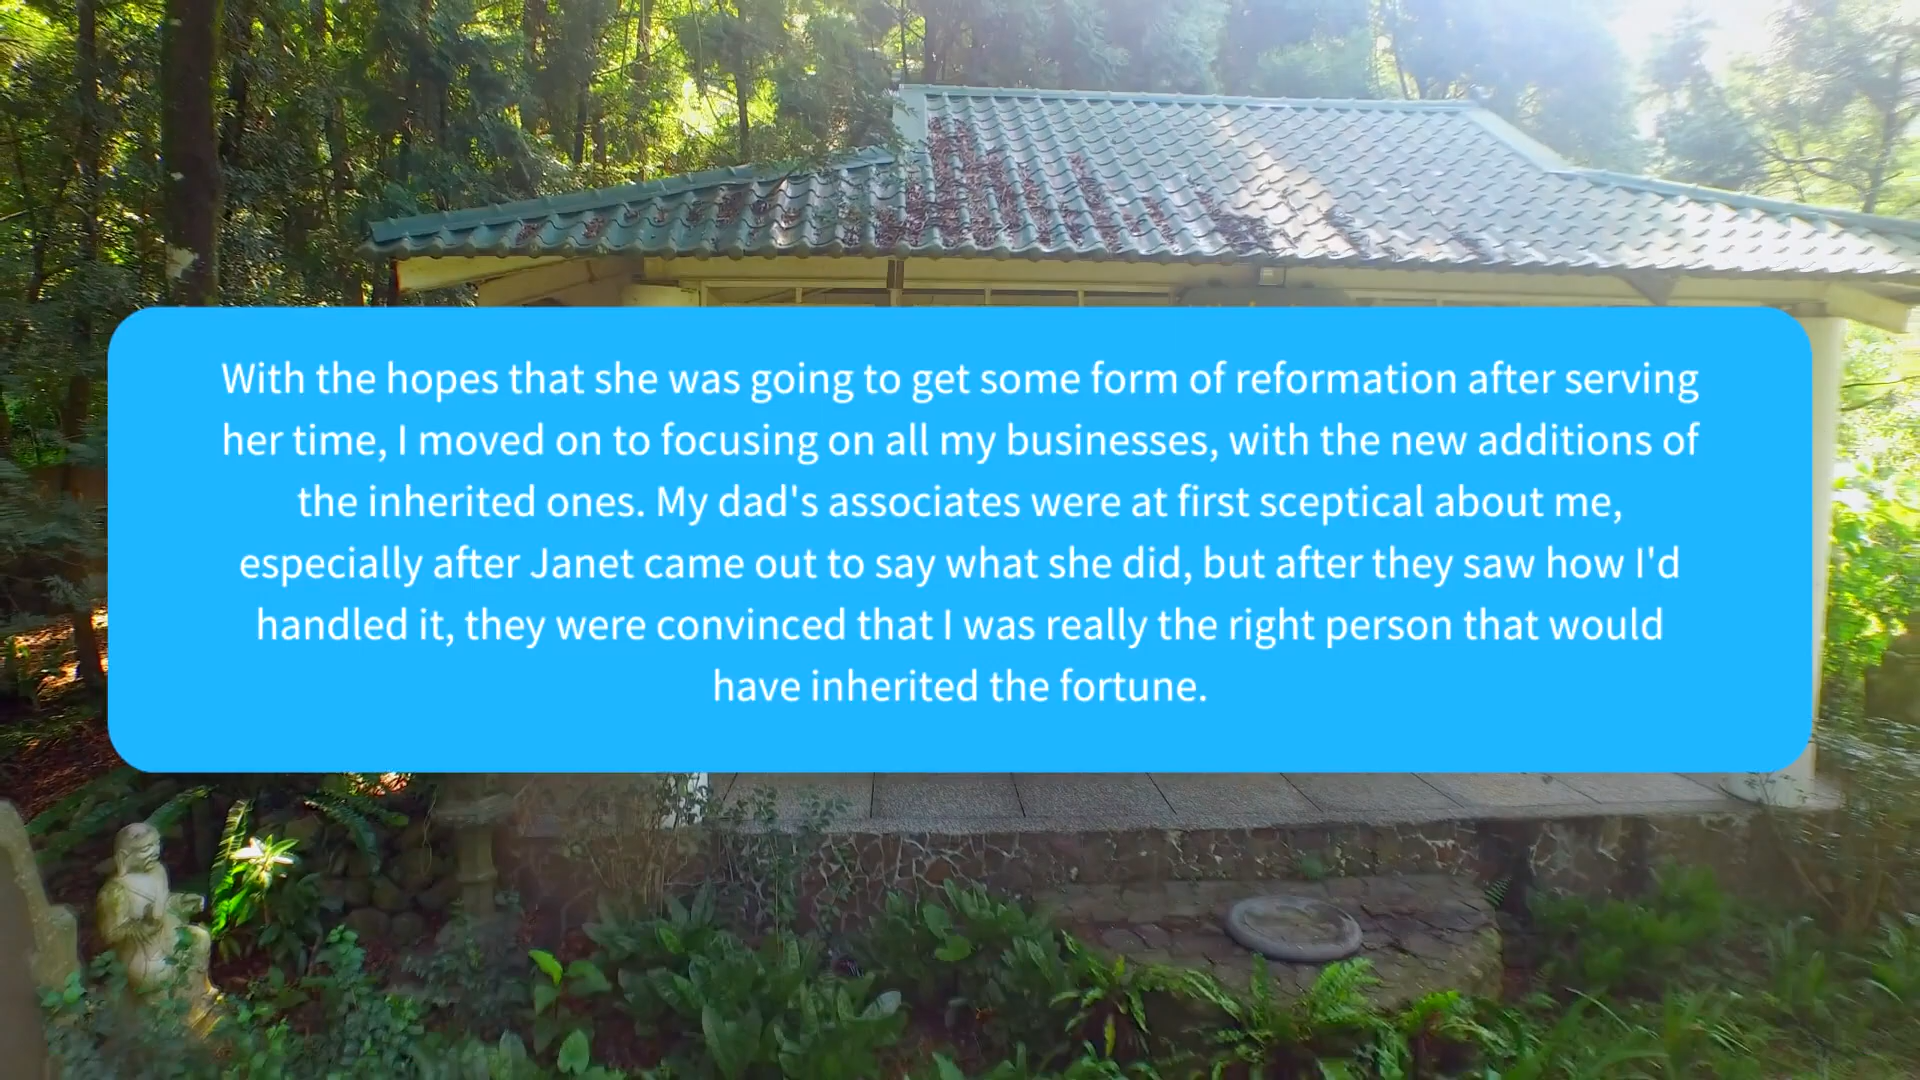 With the hopes that she was going to get some form of reformation after serving
her time, I moved on to focusing on all my businesses, with the new additions of
the inherited ones. My dad's associates were at first sceptical about me,
especially after Janet came out to say what she did, but after they saw how I'd
handled it, they were convinced that I was really the right person that would
have inherited the fortune.